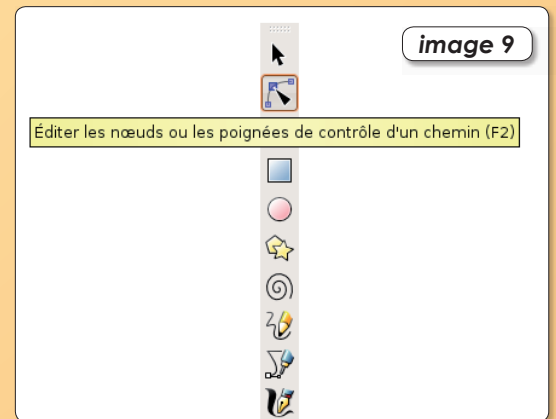 image 9
Éditer les nœuds ou les poignées de contrôle d'un chemin (F2)